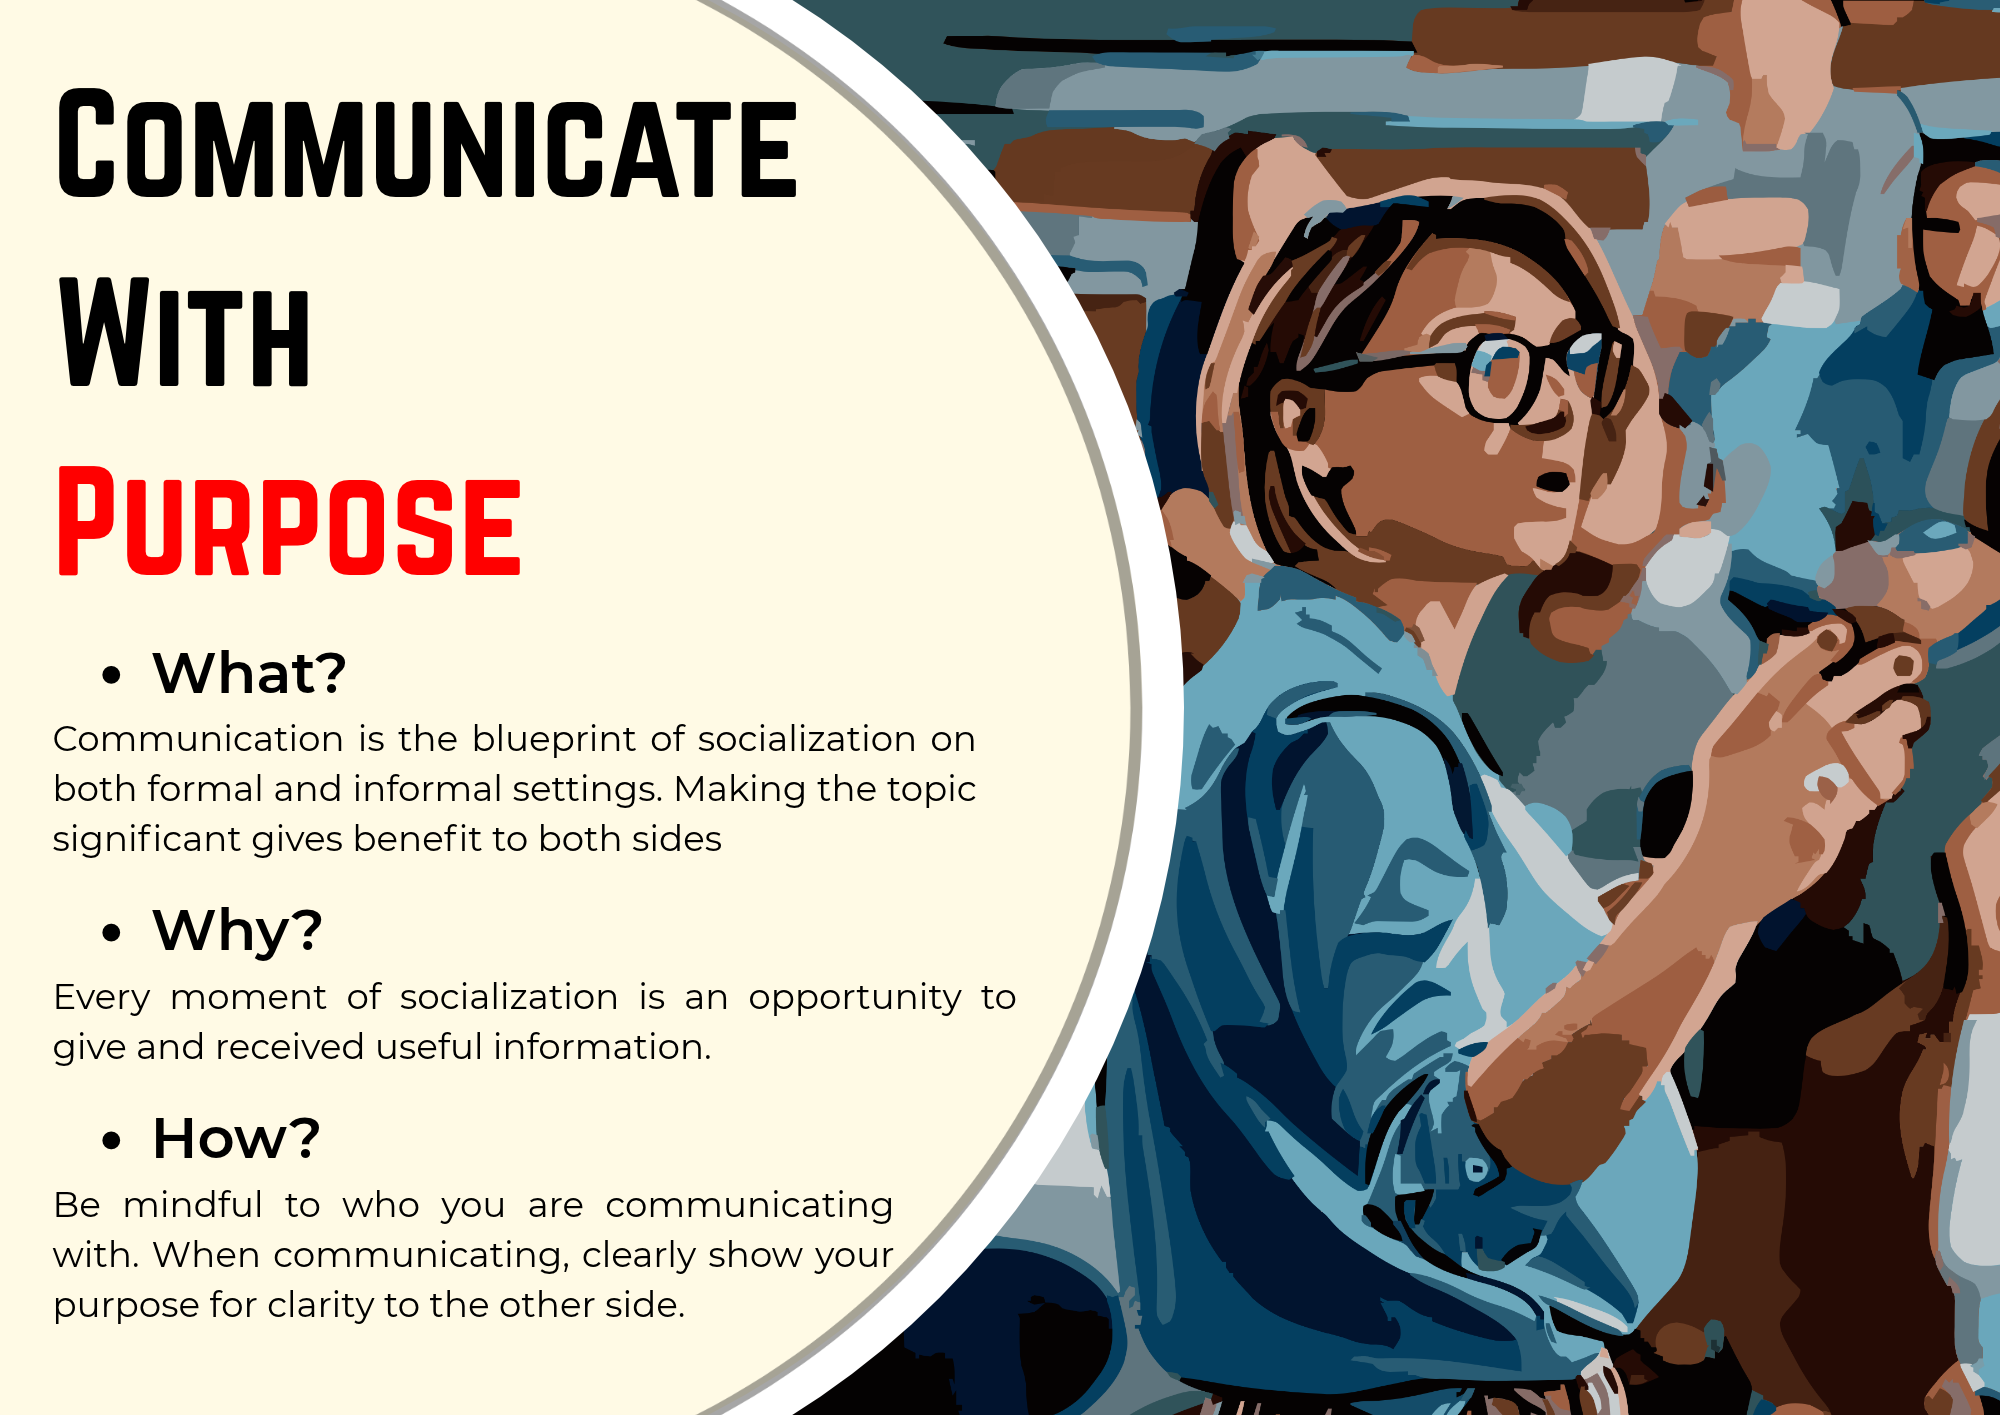 COMMUNICATE
WITH
PURPOSE
• What?
Communication is the blueprint of socialization on
both formal and informal settings. Making the topic
significant gives benefit to both sides
• Why?
Every moment of socialization is an opportunity to
give and received useful information.
• How?
Be mindful to who you are communicating
with. When communicating, clearly show your
purpose for clarity to the other side.